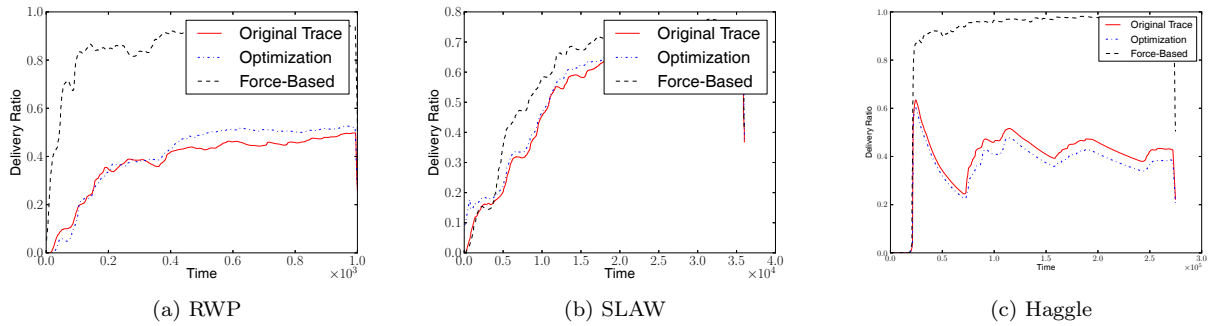 1.0
0.8
0.6
0.4
0.2
0.0
Delivery Ratio
Original Trace
Optimization
Force-Based
0.0 0.2 0.4 0.6 0.8 1.0
Time
×10³
(a) RWP
0.8
0.7
0.6
0.5
0.4
0.3
0.2
0.1
0.0
Delivery Ratio
Original Trace
Optimization
Force-Based
0.0 0.5 1.0 1.5 2.0 2.5 3.0 3.5 4.0
Time
×10⁴
(b) SLAW
1.0
0.8
0.6
0.4
0.2
0.0
Delivery Ratio
Original Trace
Optimization
Force-Based
0.0 0.5 1.0 1.5 2.0 2.5 3.0
Time
×10⁵
(c) Haggle